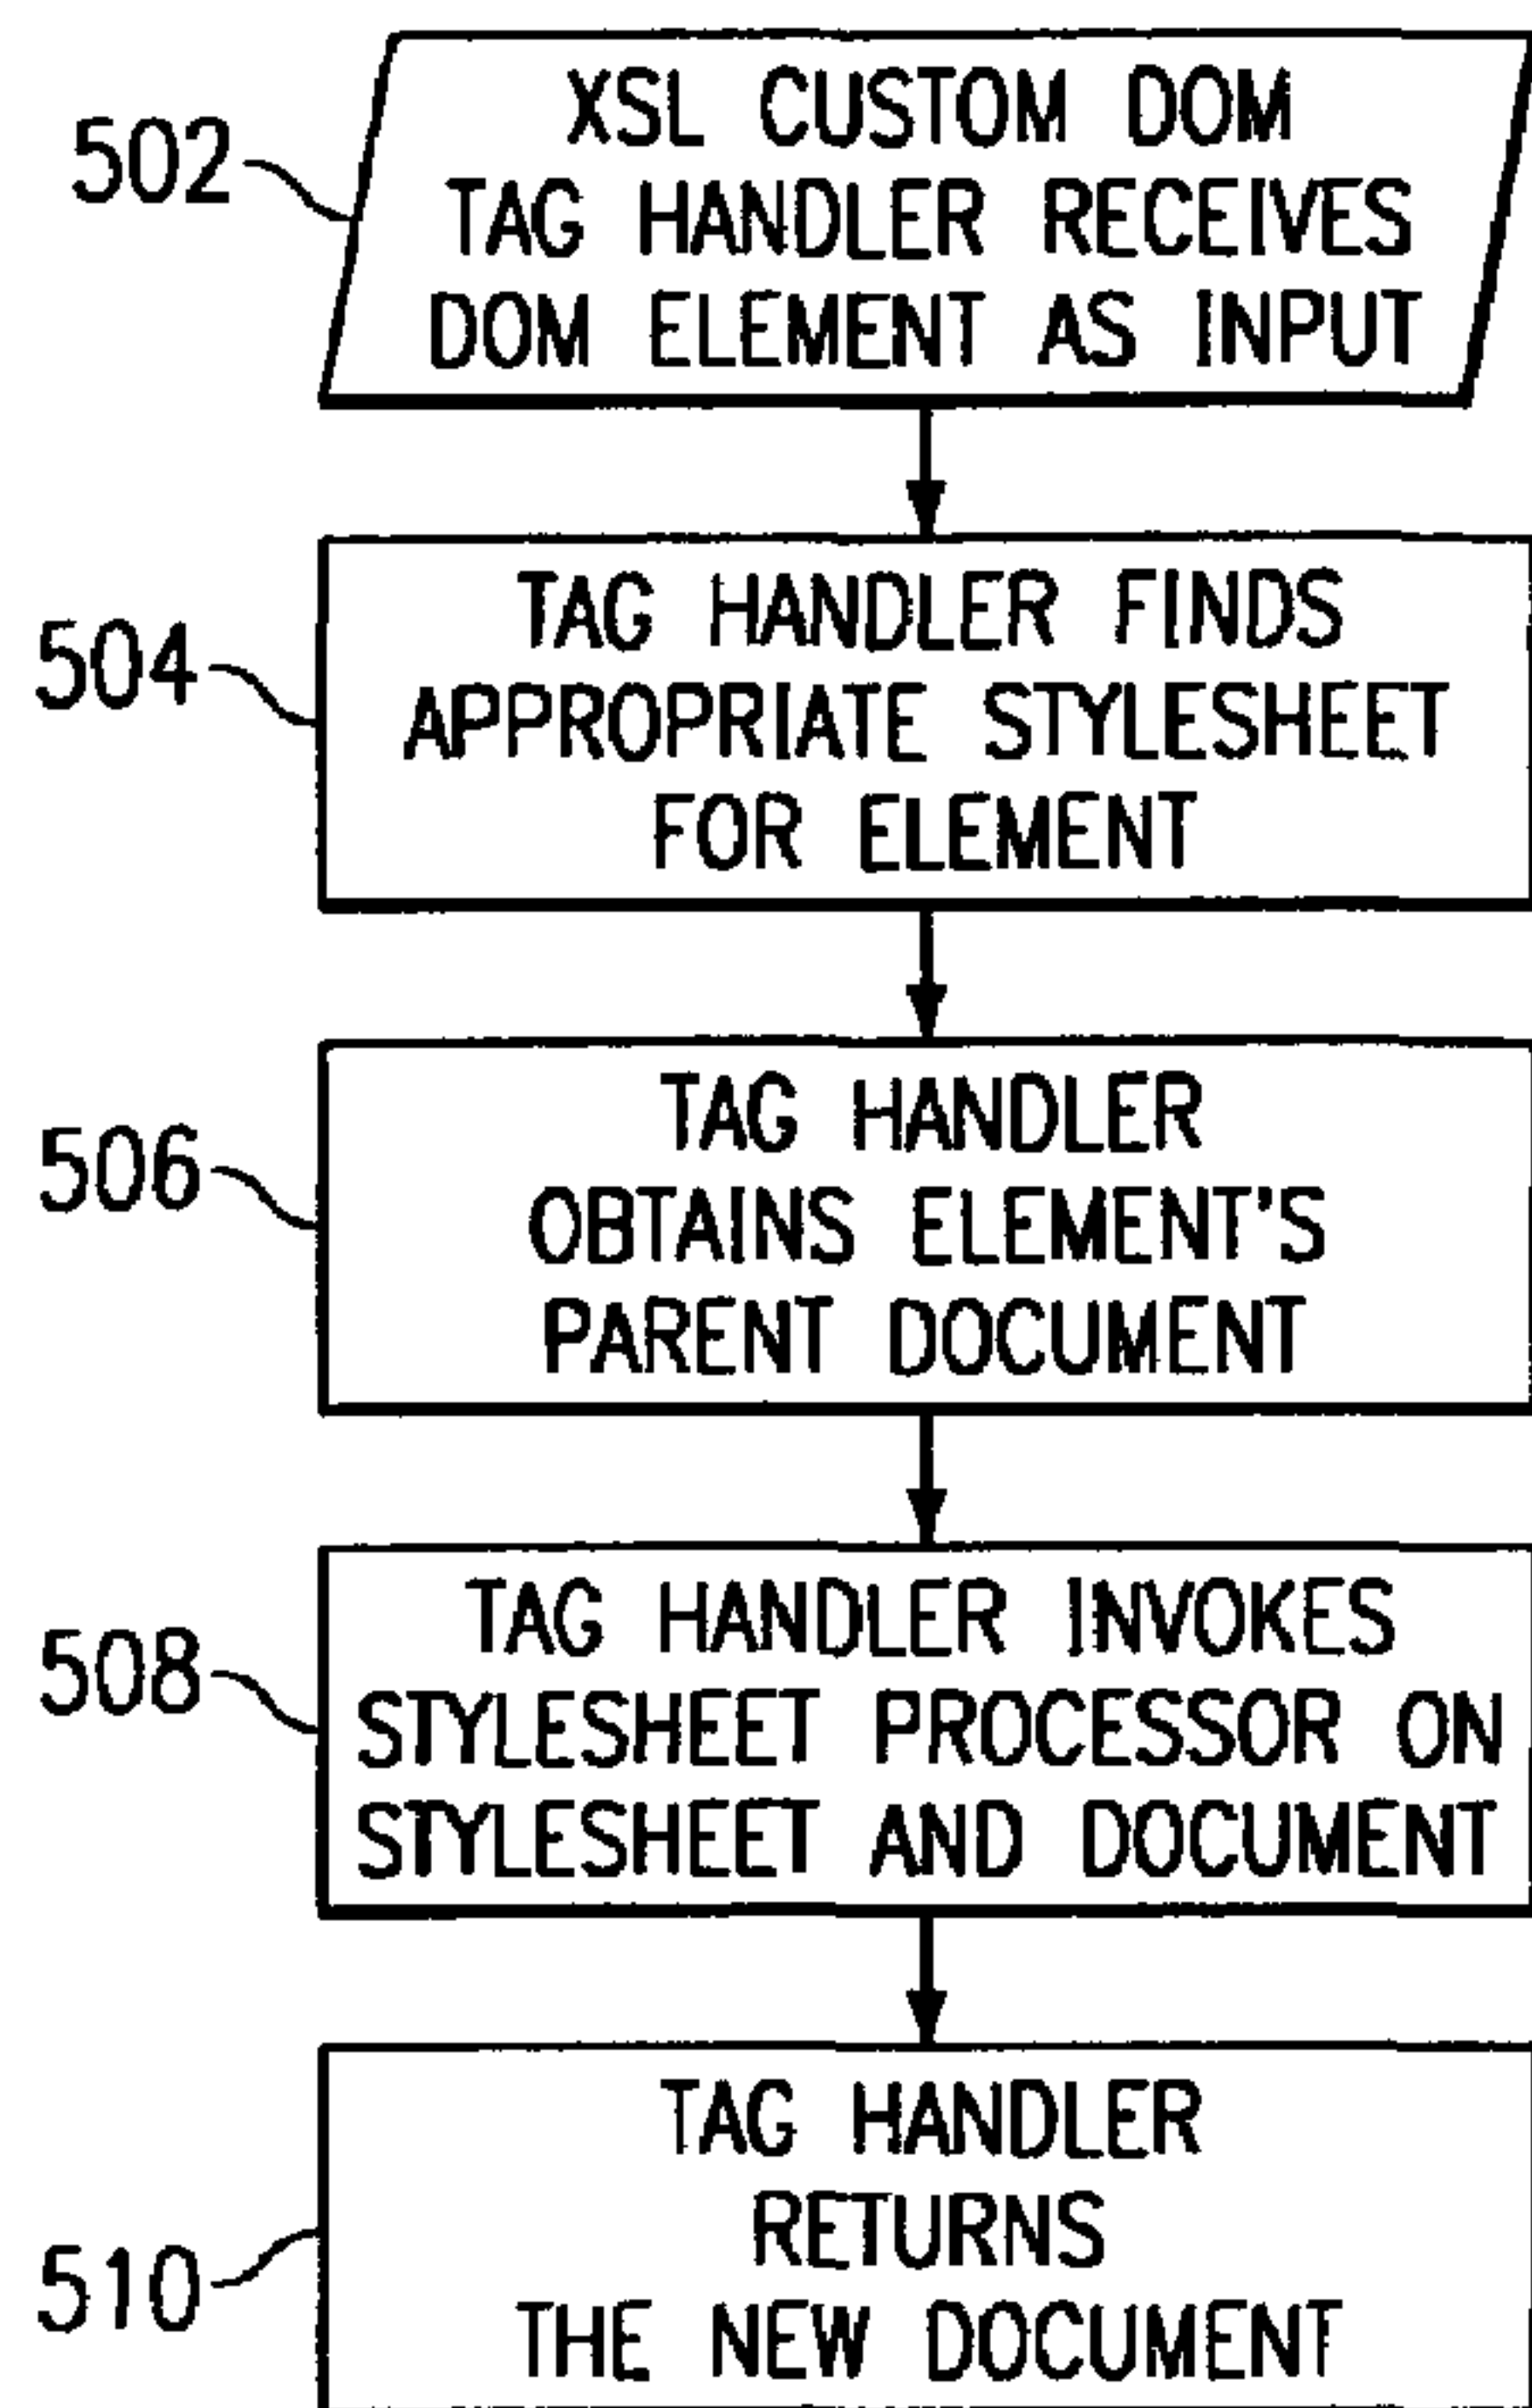 502
XSL CUSTOM DOM
TAG HANDLER RECEIVES
DOM ELEMENT AS INPUT
504
TAG HANDLER FINDS
APPROPRIATE STYLESHEET
FOR ELEMENT
506
TAG HANDLER
OBTAINS ELEMENT'S
PARENT DOCUMENT
508
TAG HANDLER INVOKES
STYLESHEET PROCESSOR ON
STYLESHEET AND DOCUMENT
510
TAG HANDLER
RETURNS
THE NEW DOCUMENT